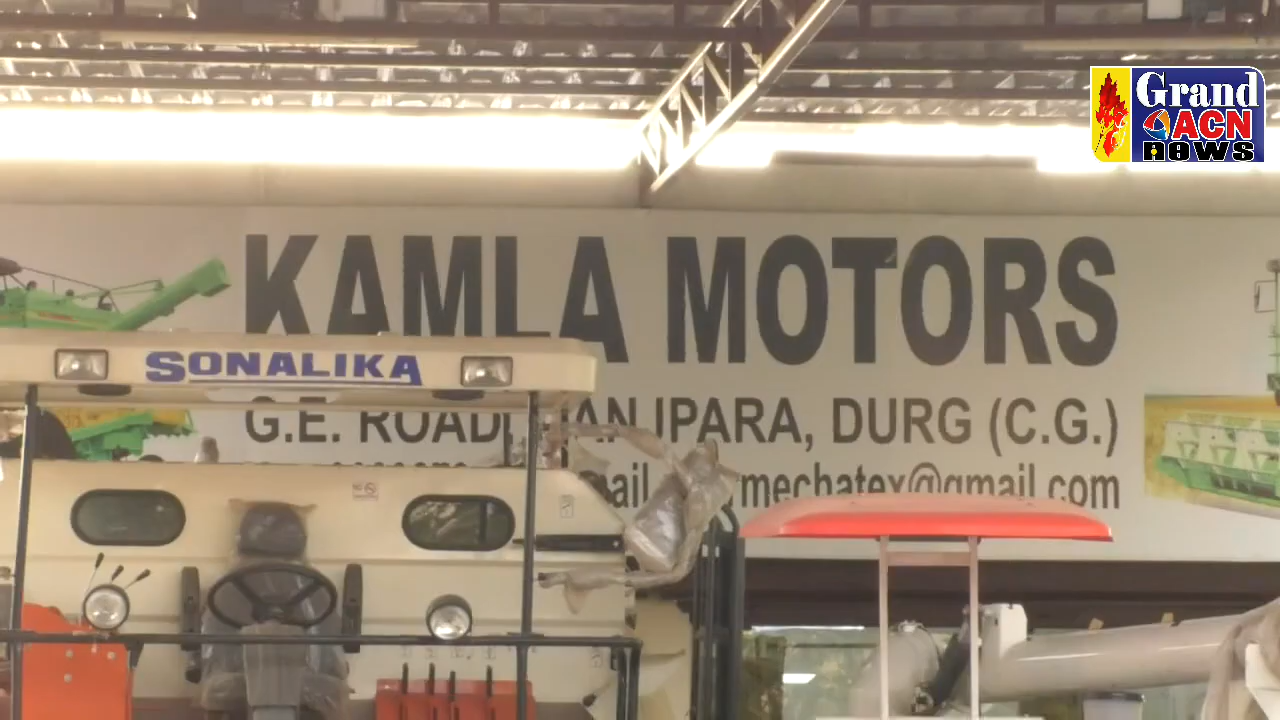 Grand
ACN
news
KAMLA MOTORS
SONALIKA
G.E. ROAD, DURG (C.G.)
mechatex@gmail.com